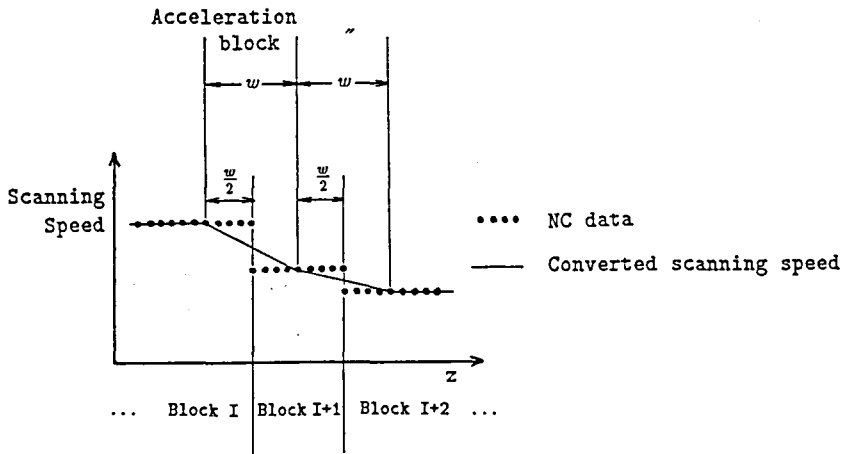 Acceleration
block
〃
w
w
w/2
w/2
Scanning
Speed
NC data
Converted scanning speed
z
... Block I Block I+1 Block I+2 ...